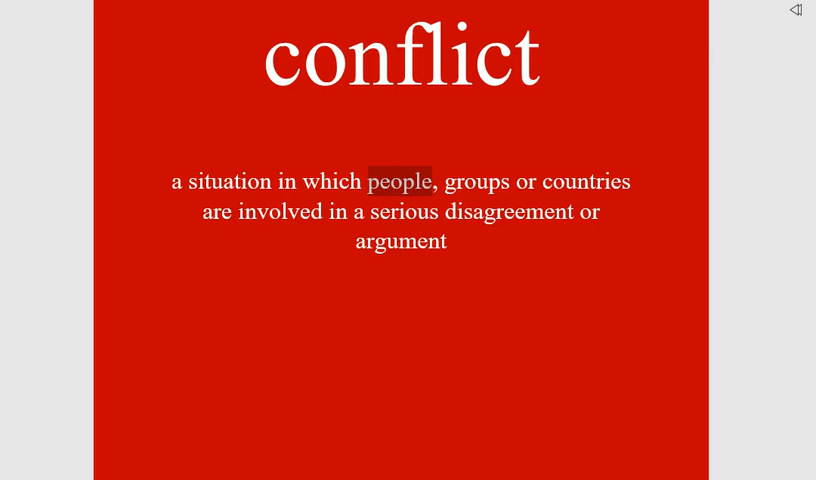 conflict
a situation in which people, groups or countries
are involved in a serious disagreement or
argument